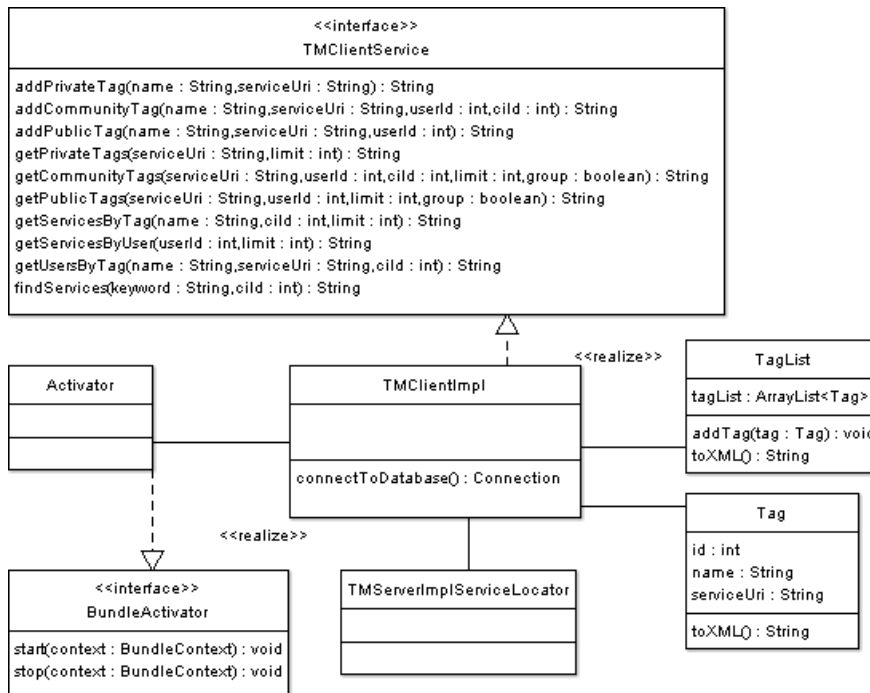 <<interface>>
TMClientService
addPrivateTag(name : String,serviceUri : String) : String
addCommunityTag(name : String,serviceUri : String,userId : int,cild : int) : String
addPublicTag(name : String,serviceUri : String,userId : int) : String
getPrivateTags(serviceUri : String,limit : int) : String
getCommunityTags(serviceUri : String,userId : int,cild : int,limit : int,group : boolean) : String
getPublicTags(serviceUri : String,userId : int,limit : int,group : boolean) : String
getServicesByTag(name : String,cild : int,limit : int) : String
getServicesByUser(userId : int,limit : int) : String
getUsersByTag(name : String,serviceUri : String,cild : int) : String
findServices(keyword : String,cild : int) : String
<<realize>>
Activator
TMClientImpl
connectToDatabase() : Connection
TagList
tagList : ArrayList<Tag>
addTag(tag : Tag) : void
toXML() : String
<<realize>>
Tag
id : int
name : String
serviceUri : String
toXML() : String
<<interface>>
BundleActivator
start(context : BundleContext) : void
stop(context : BundleContext) : void
TMServerImplServiceLocator